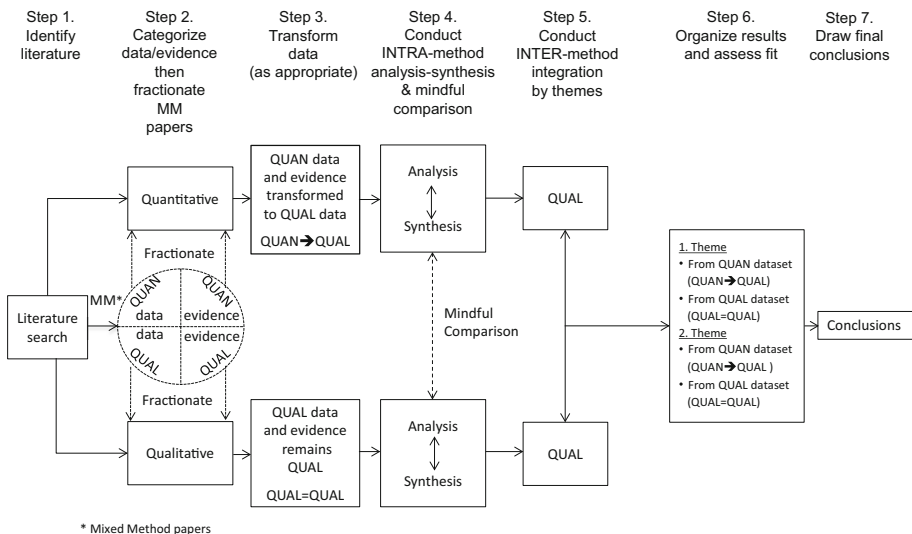 Step 1.
Identify
literature
Step 2.
Categorize
data/evidence
then
fractionate
MM
papers
Step 3.
Transform
data
(as appropriate)
Step 4.
Conduct
INTRA-method
analysis-synthesis
& mindful
comparison
Step 5.
Conduct
INTER-method
integration
by themes
Step 6.
Organize results
and assess fit
Step 7.
Draw final
conclusions
Literature
search
MM*
Quantitative
Fractionate
QUAN
QUAN
data
evidence
data
evidence
QUAL
QUAL
Fractionate
Qualitative
QUAN data
and evidence
transformed
to QUAL data
QUAN➔QUAL
QUAL data
and evidence
remains
QUAL
QUAL=QUAL
Analysis
Synthesis
Mindful
Comparison
Analysis
Synthesis
QUAL
QUAL
1. Theme
• From QUAN dataset
(QUAN➔QUAL)
• From QUAL dataset
(QUAL=QUAL)
2. Theme
• From QUAN dataset
(QUAN➔QUAL )
• From QUAL dataset
(QUAL=QUAL)
Conclusions
* Mixed Method papers